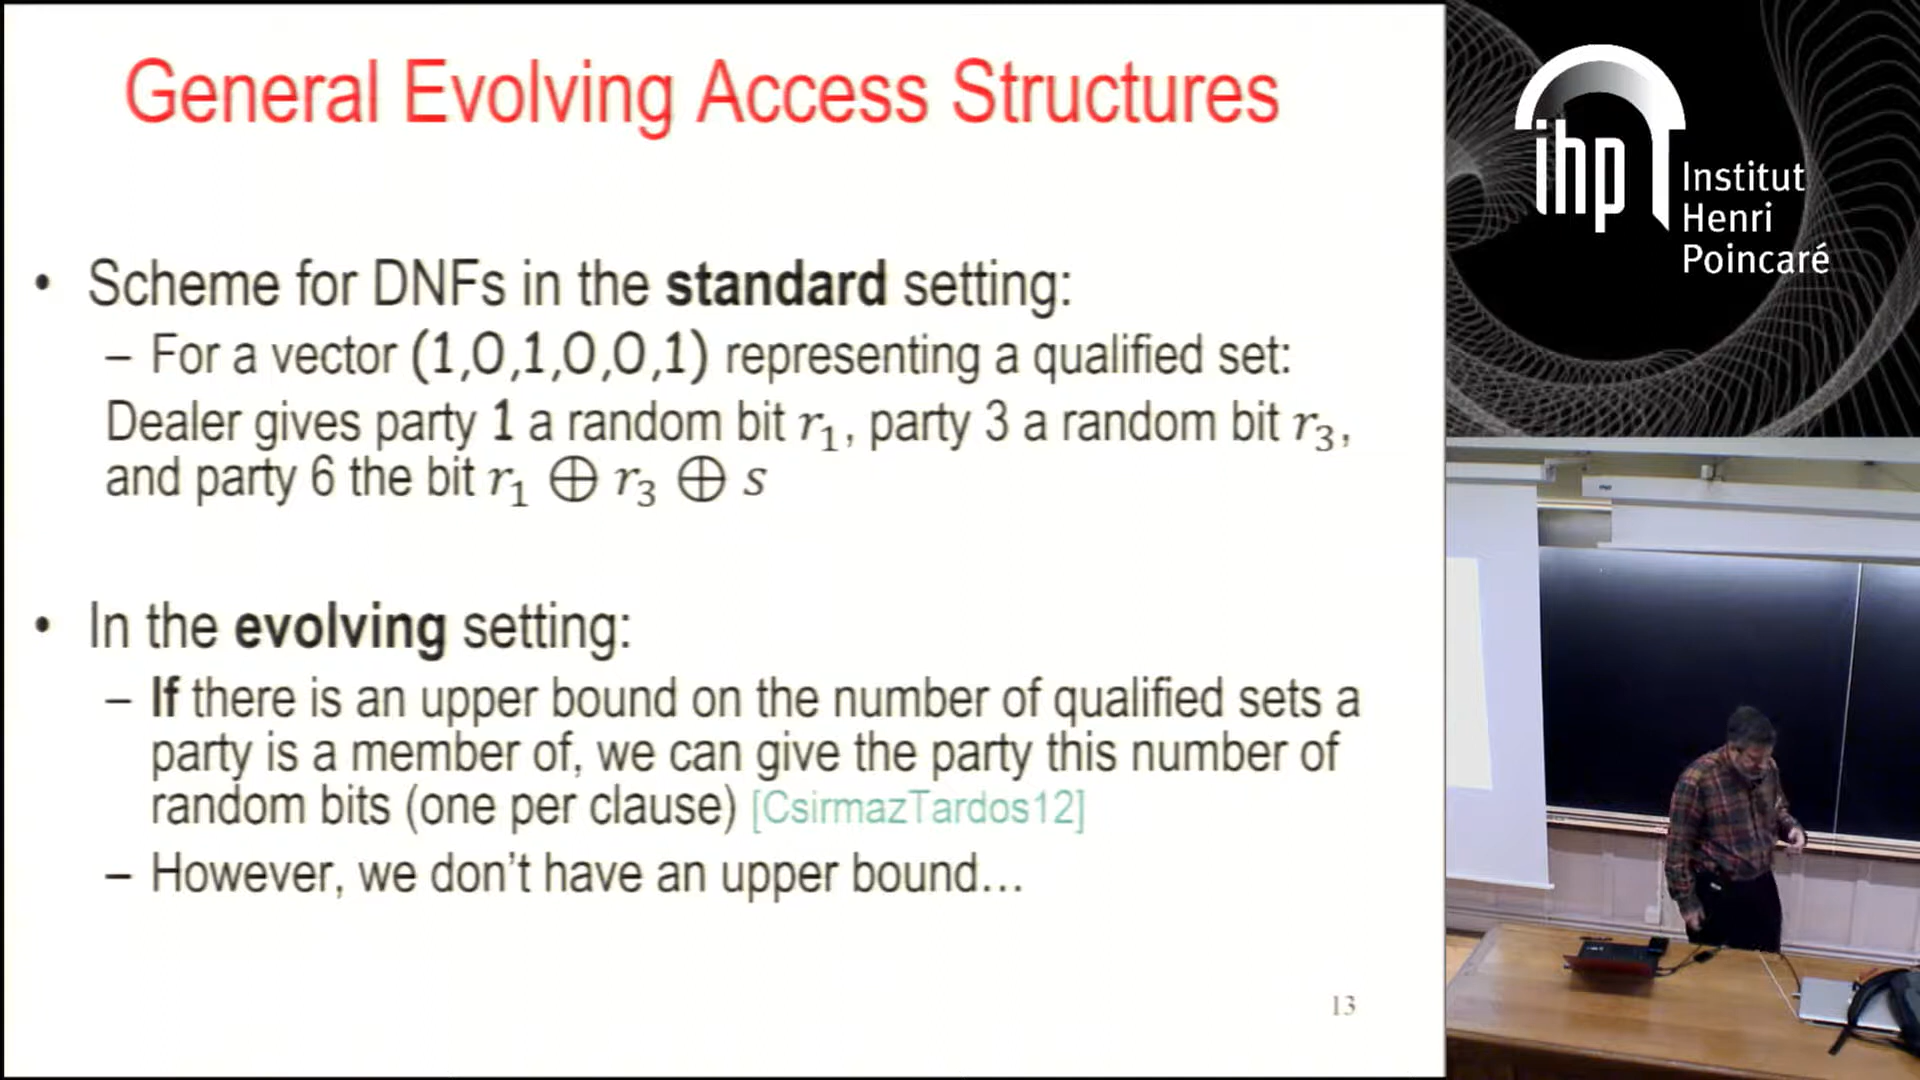 General Evolving Access Structures
• Scheme for DNFs in the standard setting:
– For a vector (1,0,1,0,0,1) representing a qualified set:
Dealer gives party 1 a random bit r₁, party 3 a random bit r₃,
and party 6 the bit r₁ ⊕ r₃ ⊕ s
• In the evolving setting:
– If there is an upper bound on the number of qualified sets a
party is a member of, we can give the party this number of
random bits (one per clause) [CsirmazTardos12]
– However, we don't have an upper bound…
13
ihp
Institut
Henri
Poincaré